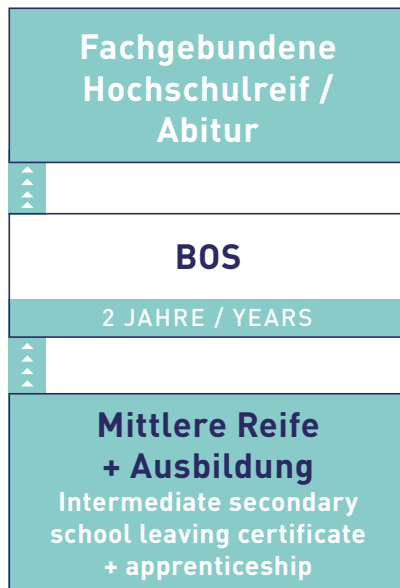 Fachgebundene
Hochschulreif /
Abitur
BOS
2 JAHRE / YEARS
Mittlere Reife
+ Ausbildung
Intermediate secondary
school leaving certificate
+ apprenticeship